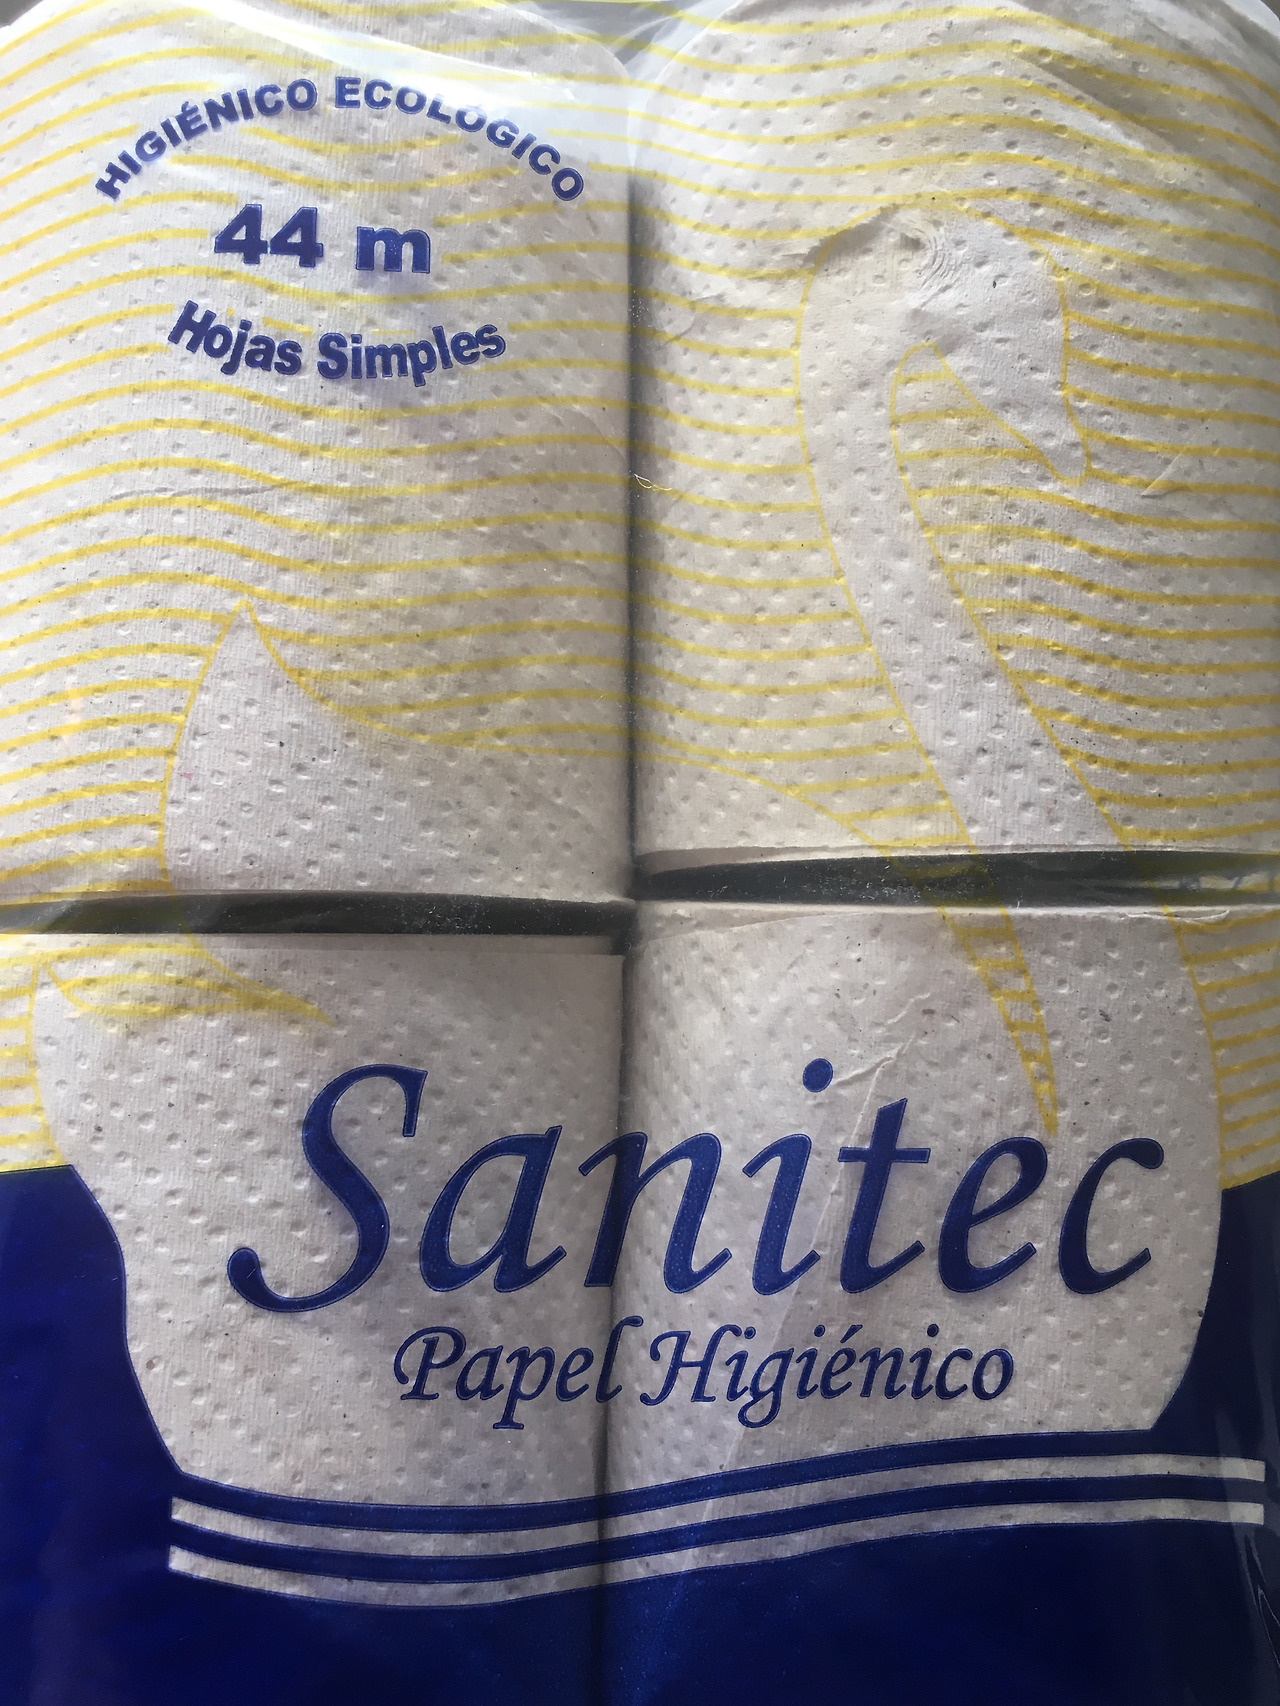 HIGIÉNICO ECOLÓGICO
44 m
Hojas Simples
Sanitec
Papel Higiénico